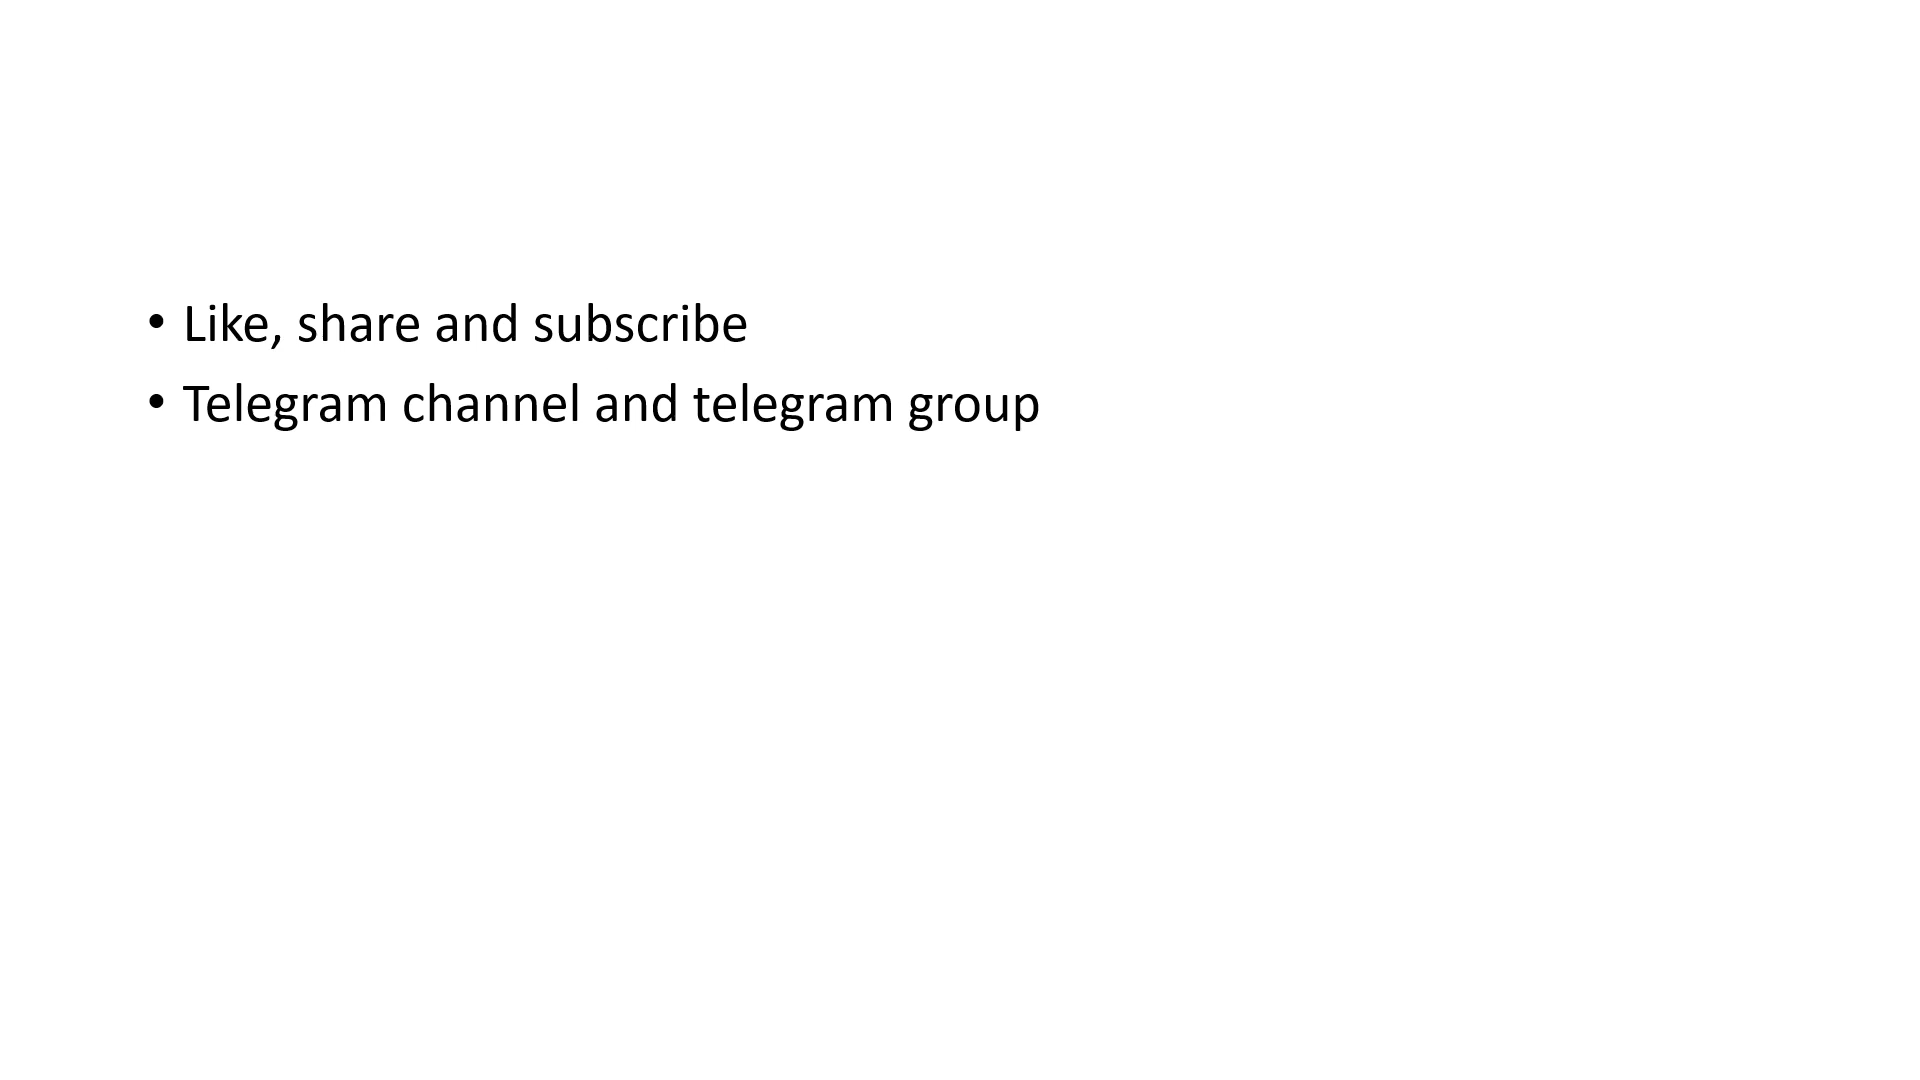 • Like, share and subscribe
• Telegram channel and telegram group